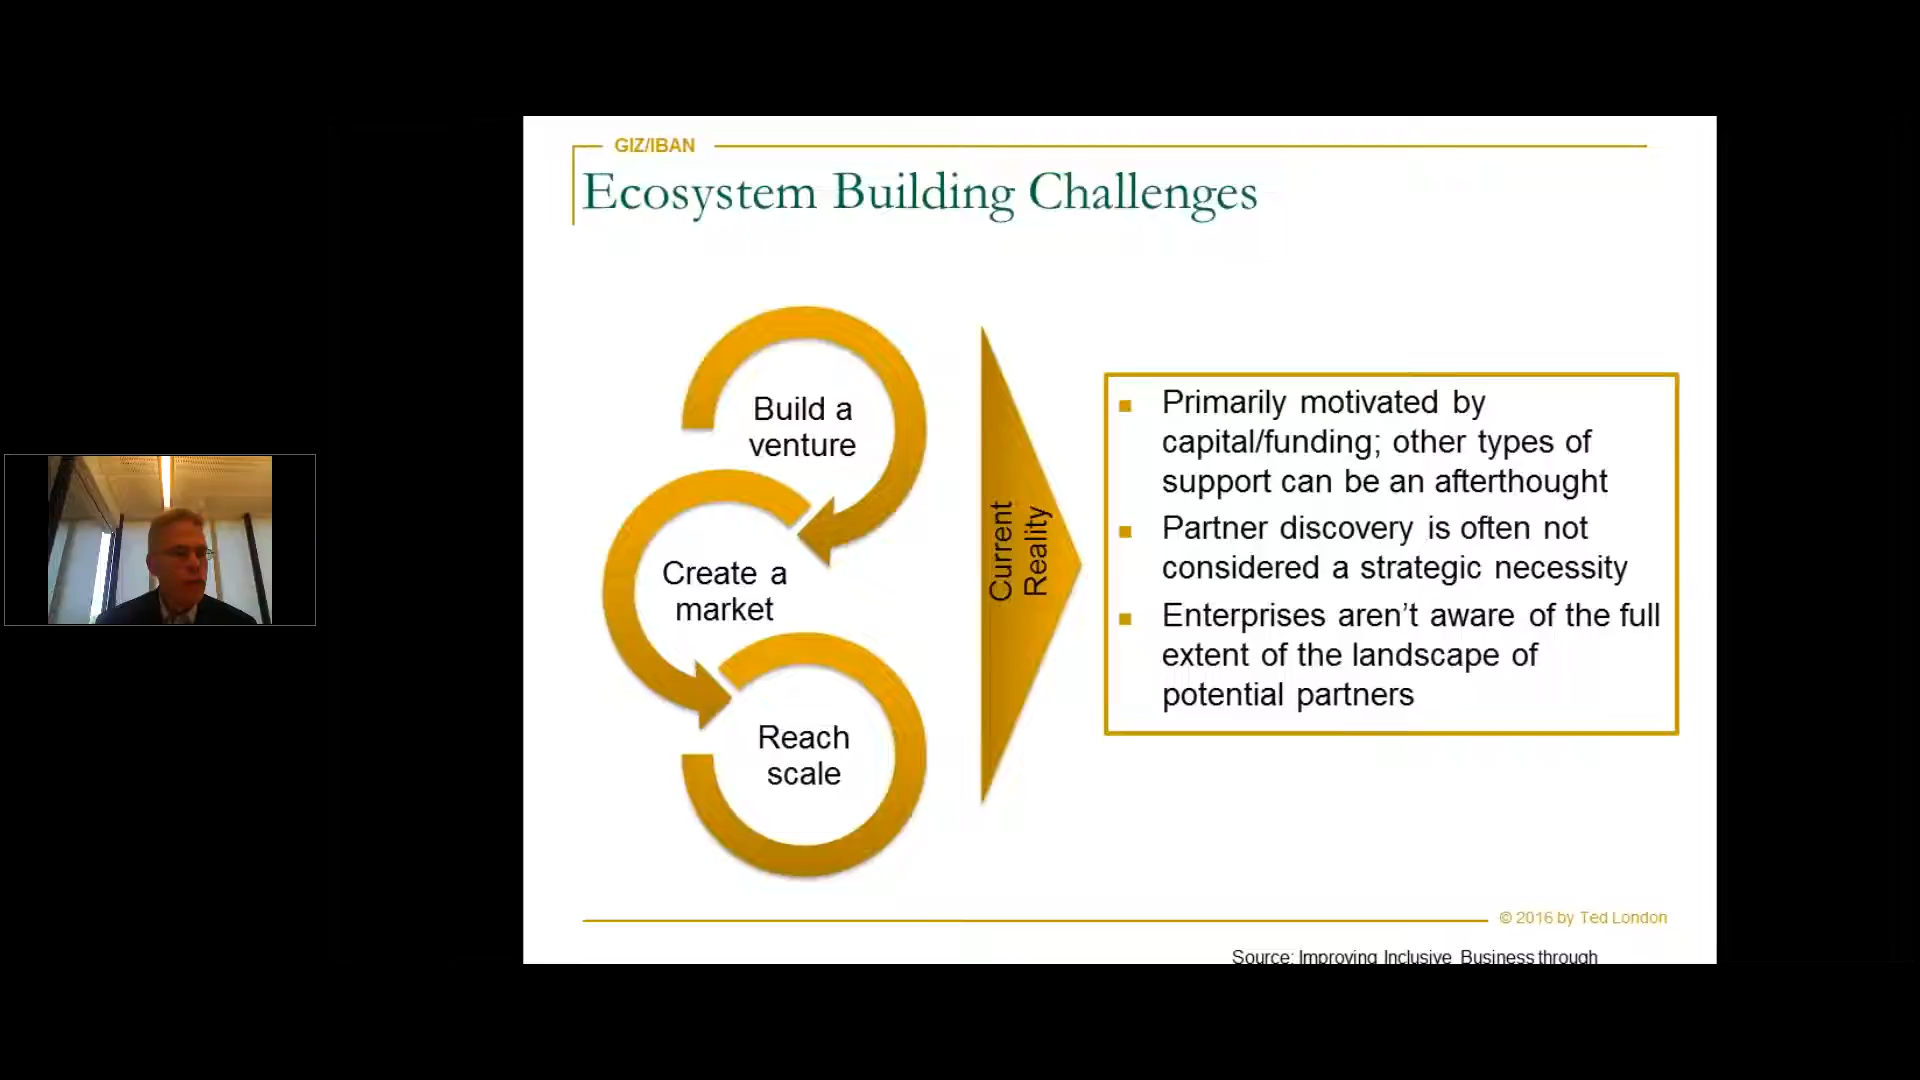 GIZ/IBAN
Ecosystem Building Challenges
Build a
venture
Create a
market
Reach
scale
Current
Reality
Primarily motivated by
capital/funding; other types of
support can be an afterthought
Partner discovery is often not
considered a strategic necessity
Enterprises aren’t aware of the full
extent of the landscape of
potential partners
© 2016 by Ted London
Source: Improving Inclusive Business through